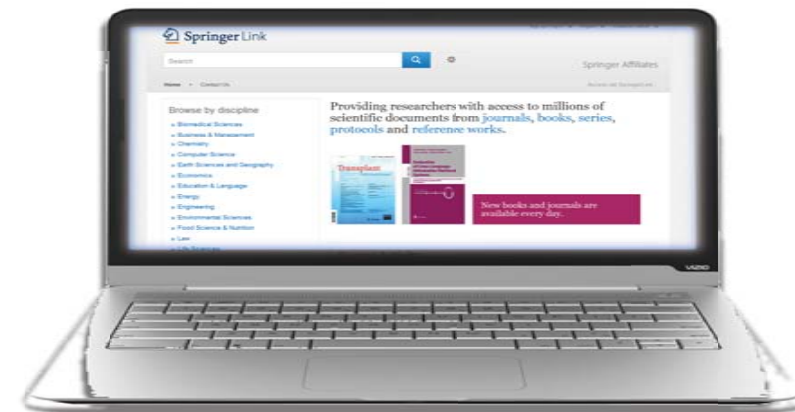 Springer Link
Search
Springer Affiliates
Home • Contact Us
Browse by discipline
» Biomedical Sciences
» Business & Management
» Chemistry
» Computer Science
» Earth Sciences and Geography
» Economics
» Education & Language
» Energy
» Engineering
» Environmental Sciences
» Food Science & Nutrition
» Law
» Life Sciences
Providing researchers with access to millions of
scientific documents from journals, books, series,
protocols and reference works.
Transplant
New books and journals are
available every day.
VIZIO